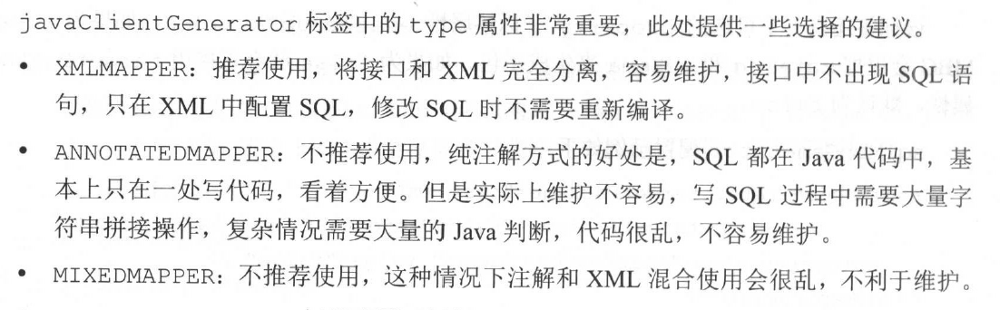 javaClientGenerator 标签中的 type 属性非常重要，此处提供一些选择的建议。
• XMLMAPPER：推荐使用，将接口和 XML 完全分离，容易维护，接口中不出现 SQL 语
句，只在 XML 中配置 SQL，修改 SQL 时不需要重新编译。
• ANNOTATEDMAPPER：不推荐使用，纯注解方式的好处是，SQL 都在 Java 代码中，基
本上只在一处写代码，看着方便。但是实际上维护不容易，写 SQL 过程中需要大量字
符串拼接操作，复杂情况需要大量的 Java 判断，代码很乱，不容易维护。
• MIXEDMAPPER：不推荐使用，这种情况下注解和 XML 混合使用会很乱，不利于维护。